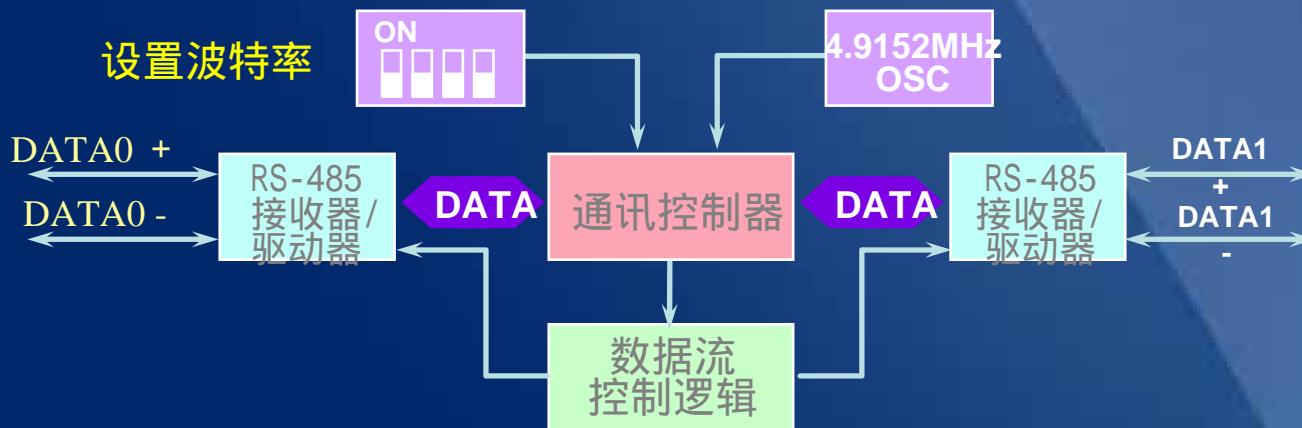 设置波特率
ON
4.9152MHz
OSC
DATA0 +
DATA0 -
RS-485
接收器/
驱动器
DATA
通讯控制器
DATA
RS-485
接收器/
驱动器
DATA1
+
DATA1
-
数据流
控制逻辑